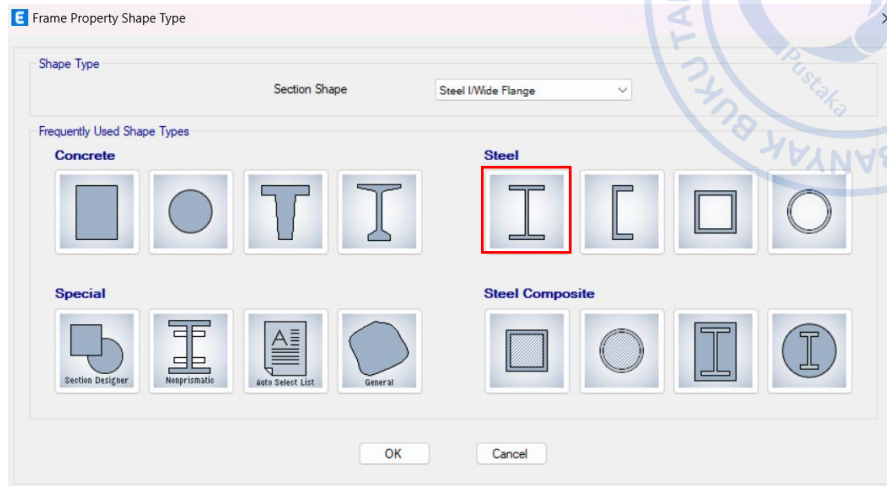 E Frame Property Shape Type
Shape Type
Section Shape Steel I/Wide Flange
Frequently Used Shape Types
Concrete Steel
Special Steel Composite
Section Designer Nonprismatic Auto Select List General
OK Cancel
Pustaka
BUKU
BANYAK